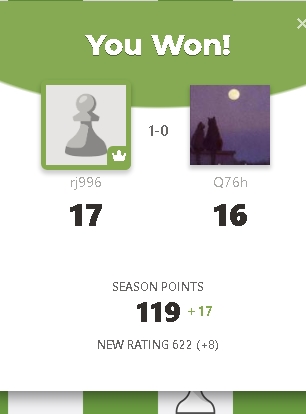 You Won!
1-0
rj996
Q76h
17
16
SEASON POINTS
119 +17
NEW RATING 622 (+8)